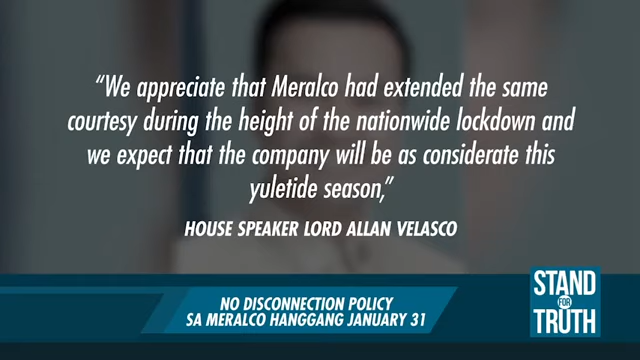 “We appreciate that Meralco had extended the same
courtesy during the height of the nationwide lockdown and
we expect that the company will be as considerate this
yuletide season,”
HOUSE SPEAKER LORD ALLAN VELASCO
NO DISCONNECTION POLICY
SA MERALCO HANGGANG JANUARY 31
STAND
FOR
TRUTH